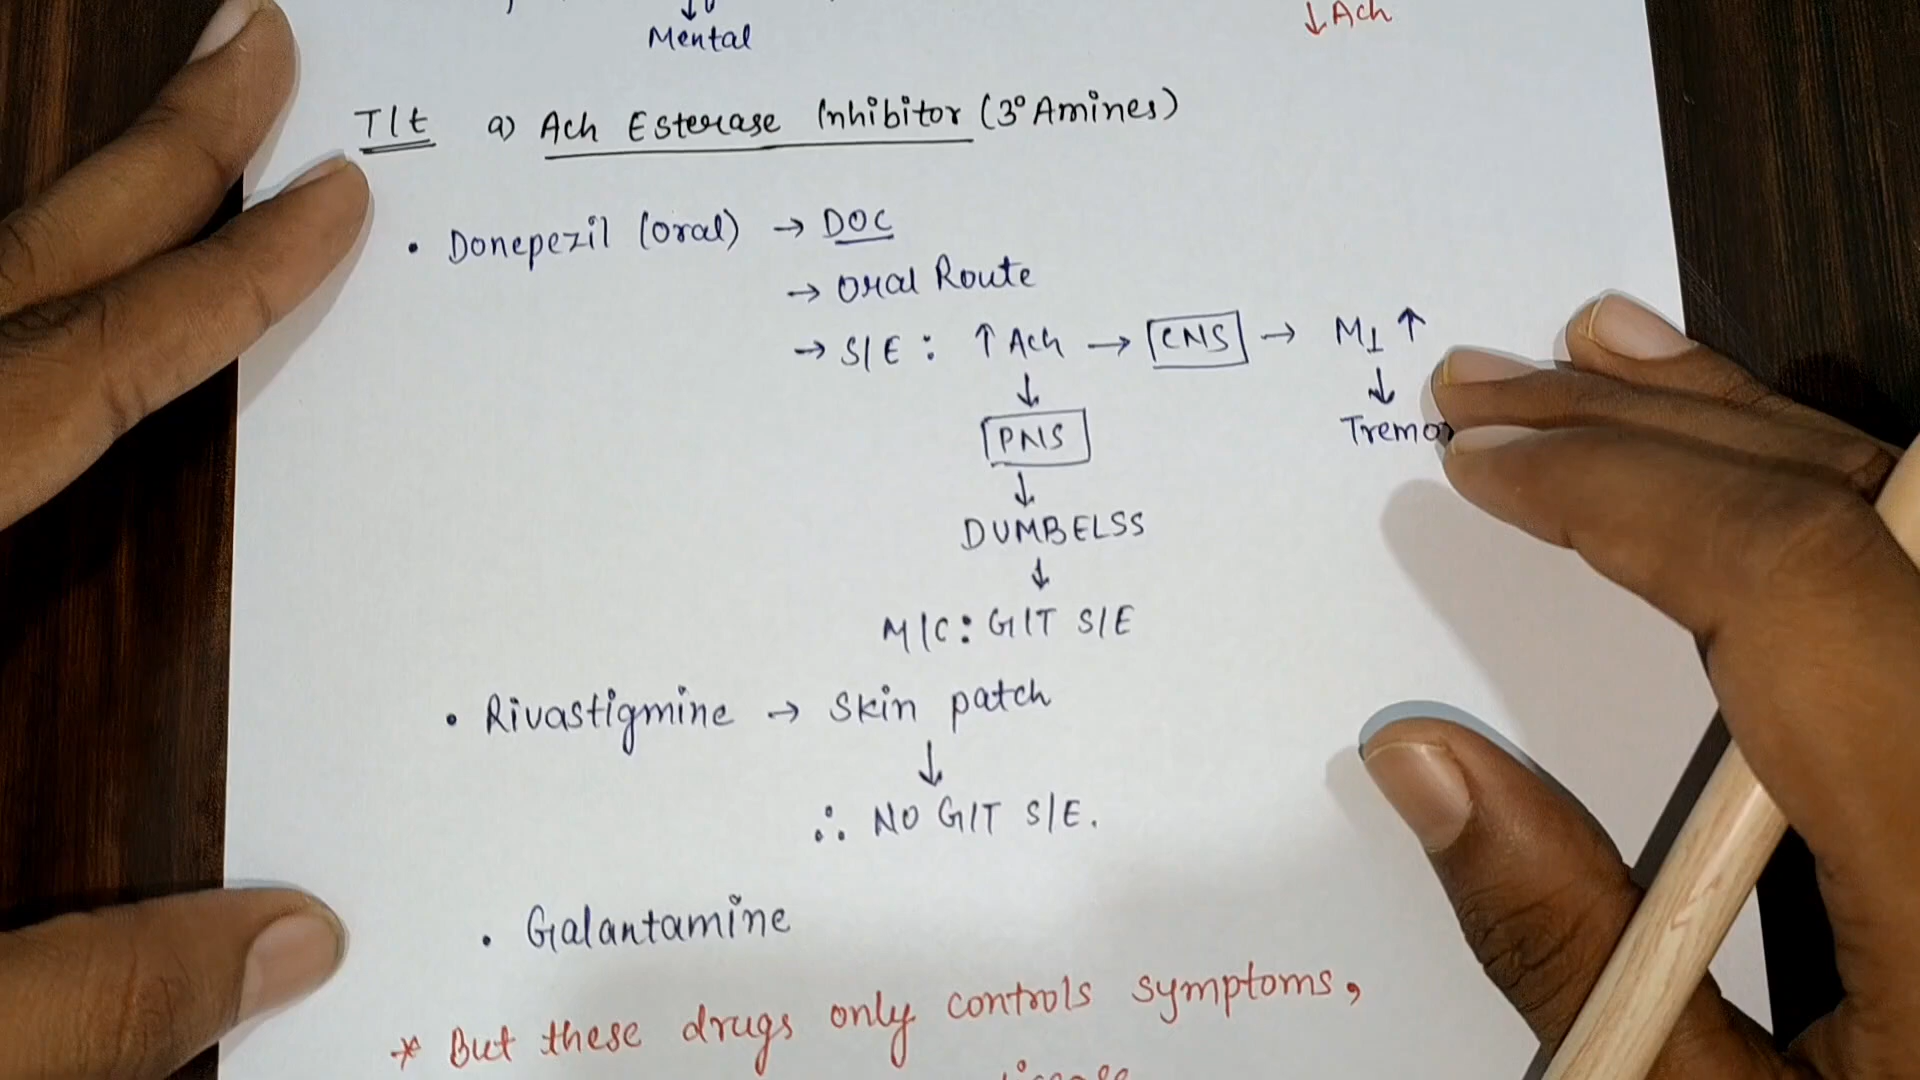 Mental
↓Ach
T/t a) Ach Esterase Inhibitor (3° Amines)
• Donepezil (oral) → DOC
→ Oral Route
→ S/E : ↑ Ach → CNS → M1 ↑
↓ ↓
PNS Tremor
↓
DUMBELSS
↓
M/C: GIT S/E
• Rivastigmine → Skin patch
↓
∴ NO GIT S/E.
• Galantamine
* But these drugs only controls symptoms,